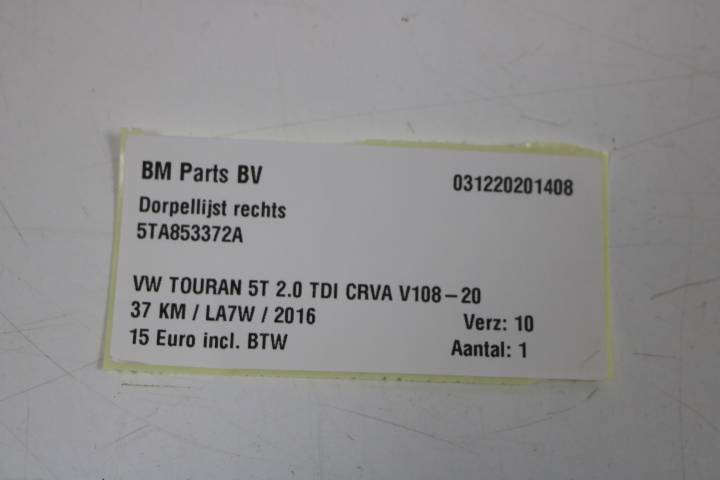 BM Parts BV 031220201408
Dorpellijst rechts
5TA853372A
VW TOURAN 5T 2.0 TDI CRVA V108-20
37 KM / LA7W / 2016 Verz: 10
15 Euro incl. BTW Aantal: 1